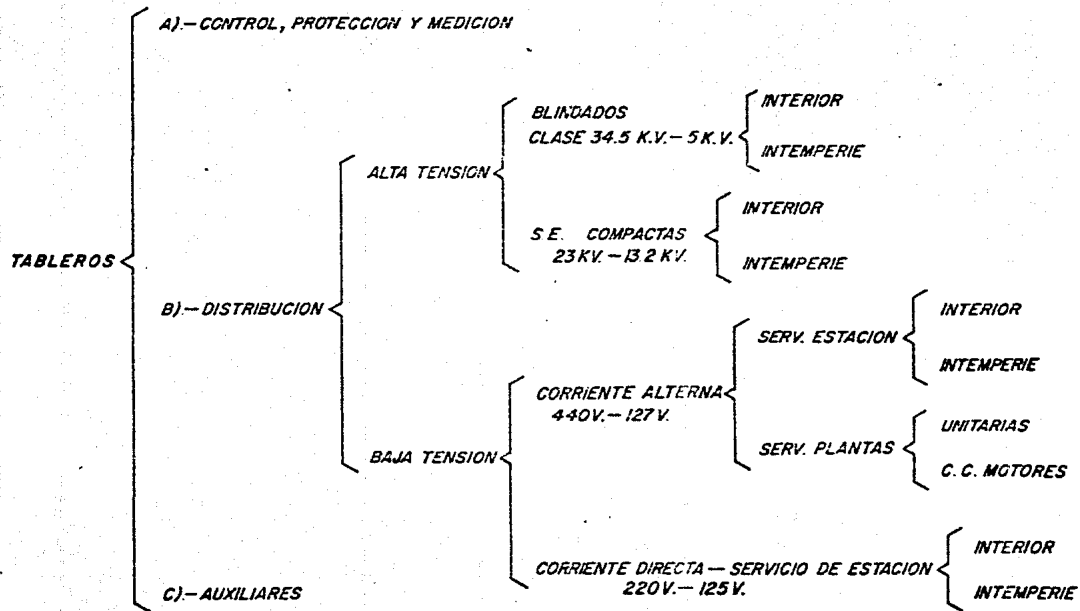 TABLEROS
A).- CONTROL, PROTECCION Y MEDICION
B).- DISTRIBUCION
ALTA TENSION
BLINDADOS
CLASE 34.5 K.V.- 5 K.V.
INTERIOR
INTEMPERIE
S.E. COMPACTAS
23 KV.- 13.2 KV.
INTERIOR
INTEMPERIE
BAJA TENSION
CORRIENTE ALTERNA
440 V.- 127 V.
SERV. ESTACION
INTERIOR
INTEMPERIE
SERV. PLANTAS
UNITARIAS
C.C. MOTORES
CORRIENTE DIRECTA - SERVICIO DE ESTACION
220 V.- 125 V.
INTERIOR
INTEMPERIE
C).- AUXILIARES